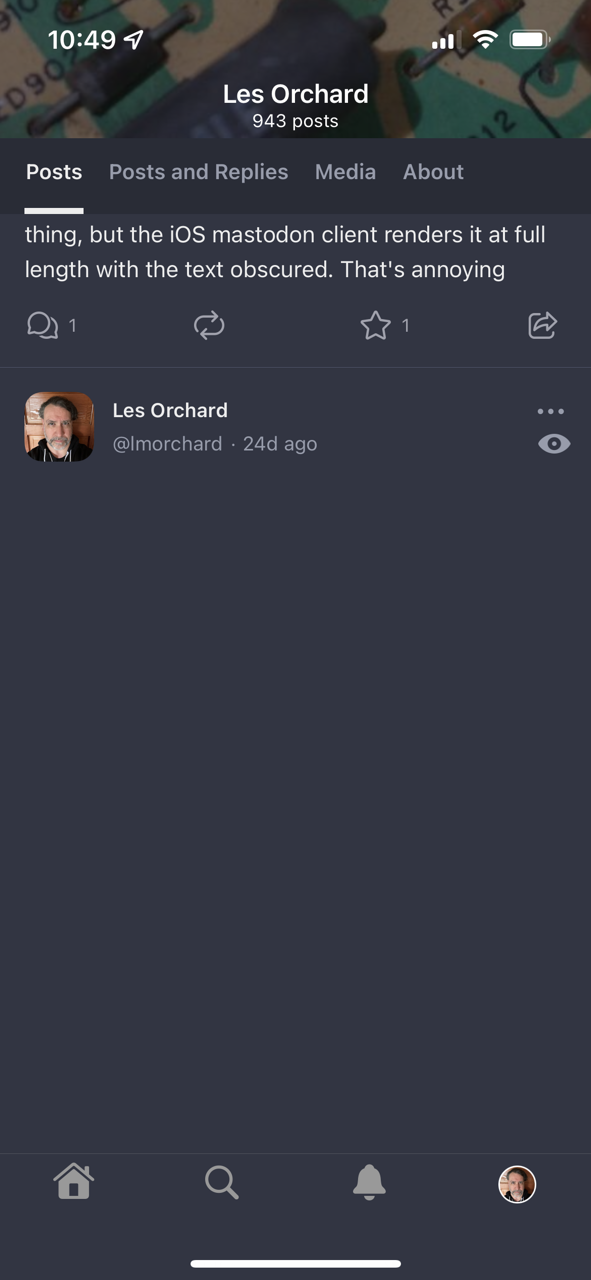 10:49
Les Orchard
943 posts
Posts Posts and Replies Media About
thing, but the iOS mastodon client renders it at full
length with the text obscured. That's annoying
1 1
Les Orchard
@lmorchard · 24d ago